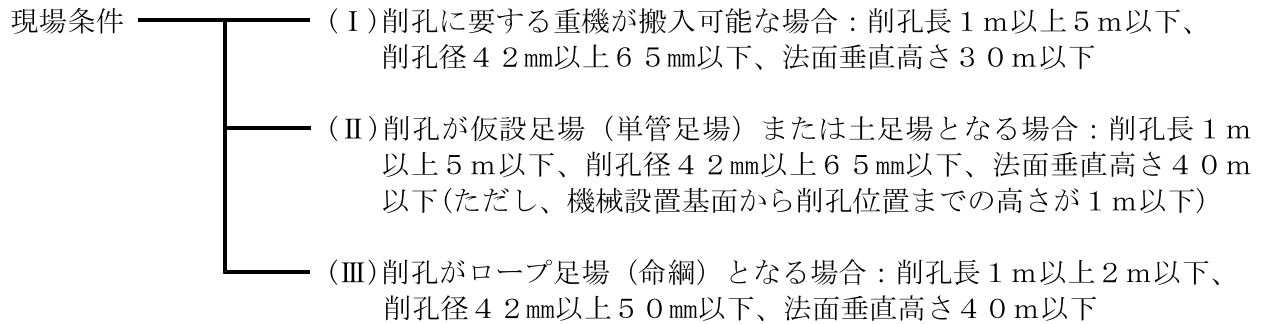 現場条件
(Ⅰ)削孔に要する重機が搬入可能な場合：削孔長１ｍ以上５ｍ以下、
削孔径４２㎜以上６５㎜以下、法面垂直高さ３０ｍ以下
(Ⅱ)削孔が仮設足場（単管足場）または土足場となる場合：削孔長１ｍ
以上５ｍ以下、削孔径４２㎜以上６５㎜以下、法面垂直高さ４０ｍ
以下(ただし、機械設置基面から削孔位置までの高さが１ｍ以下)
(Ⅲ)削孔がロープ足場（命綱）となる場合：削孔長１ｍ以上２ｍ以下、
削孔径４２㎜以上５０㎜以下、法面垂直高さ４０ｍ以下